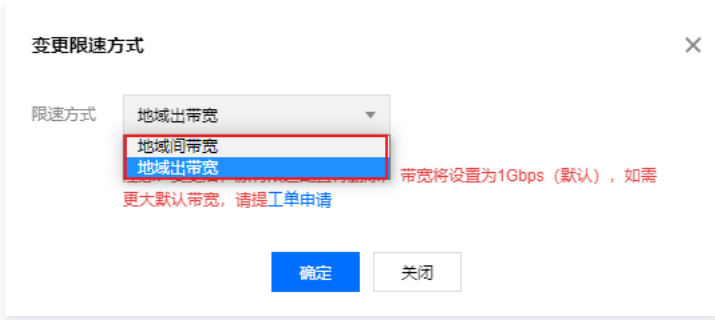 变更限速方式
限速方式
地域出带宽
地域间带宽
地域出带宽
带宽将设置为1Gbps（默认），如需
更大默认带宽，请提工单申请
确定
关闭